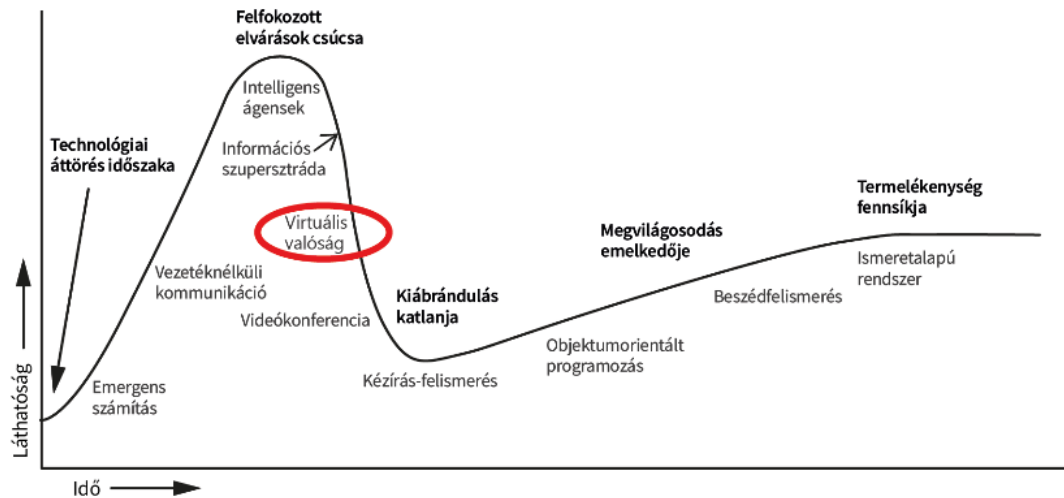 Felfokozott
elvárások csúcsa
Intelligens
ágensek
Technológiai
áttörés időszaka
Információs
szupersztráda
Virtuális
valóság
Vezetéknélküli
kommunikáció
Videókonferencia
Kiábrándulás
katlanja
Megvilágosodás
emelkedője
Termelékenység
fennsíkja
Ismeretalapú
rendszer
Beszédfelismerés
Objektumorientált
programozás
Kézírás-felismerés
Emergens
számítás
Láthatóság
Idő